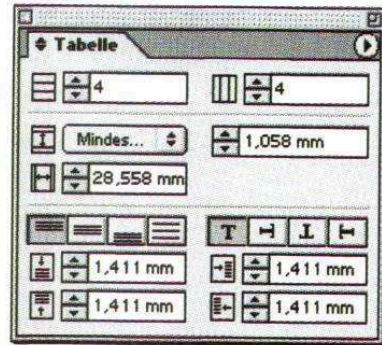 Tabelle
4 4
Mindes... 1,058 mm
28,558 mm
T T T T
1,411 mm 1,411 mm
1,411 mm 1,411 mm